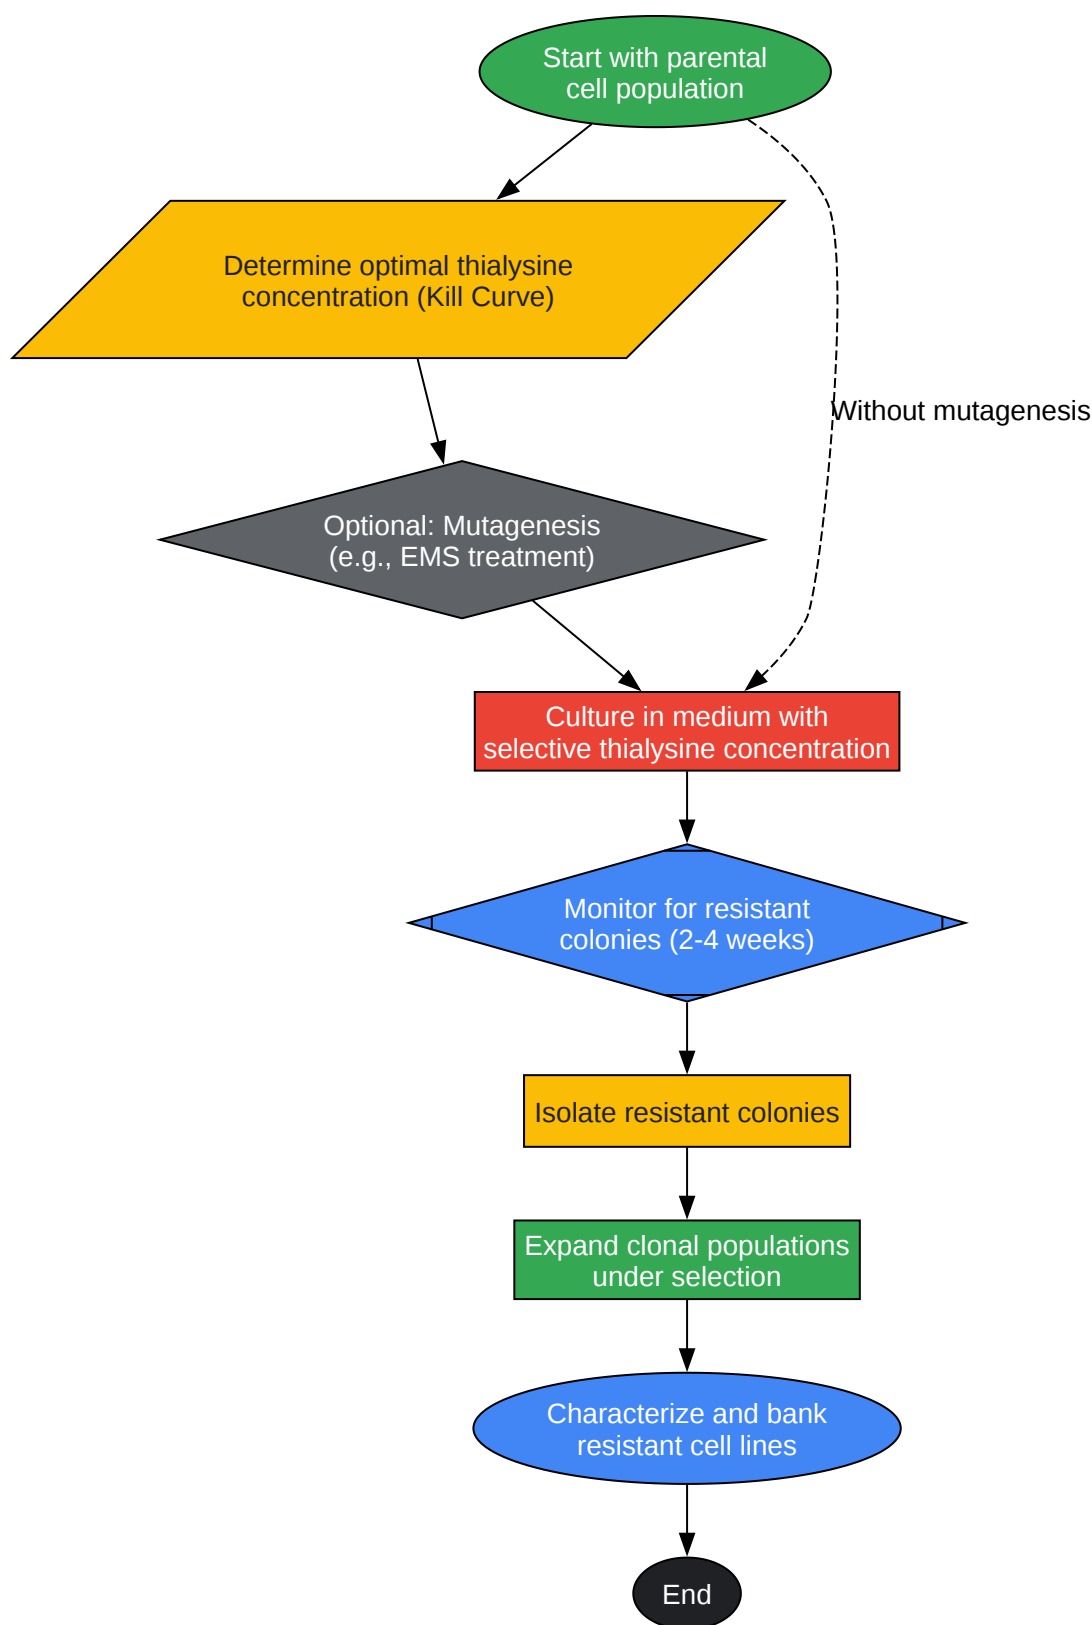 Start with parental
cell population
Determine optimal thialysine
concentration (Kill Curve)
Without mutagenesis
Optional: Mutagenesis
(e.g., EMS treatment)
Culture in medium with
selective thialysine concentration
Monitor for resistant
colonies (2-4 weeks)
Isolate resistant colonies
Expand clonal populations
under selection
Characterize and bank
resistant cell lines
End